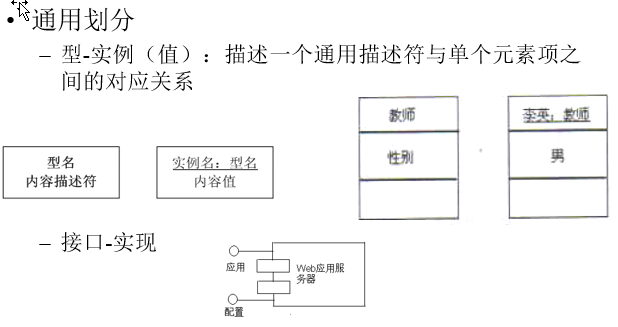 • 通用划分
– 型-实例（值）：描述一个通用描述符与单个元素项之
间的对应关系
教师
李英：教师
性别
男
型名
内容描述符
实例名：型名
内容值
– 接口-实现
应用
Web应用服
务器
配置